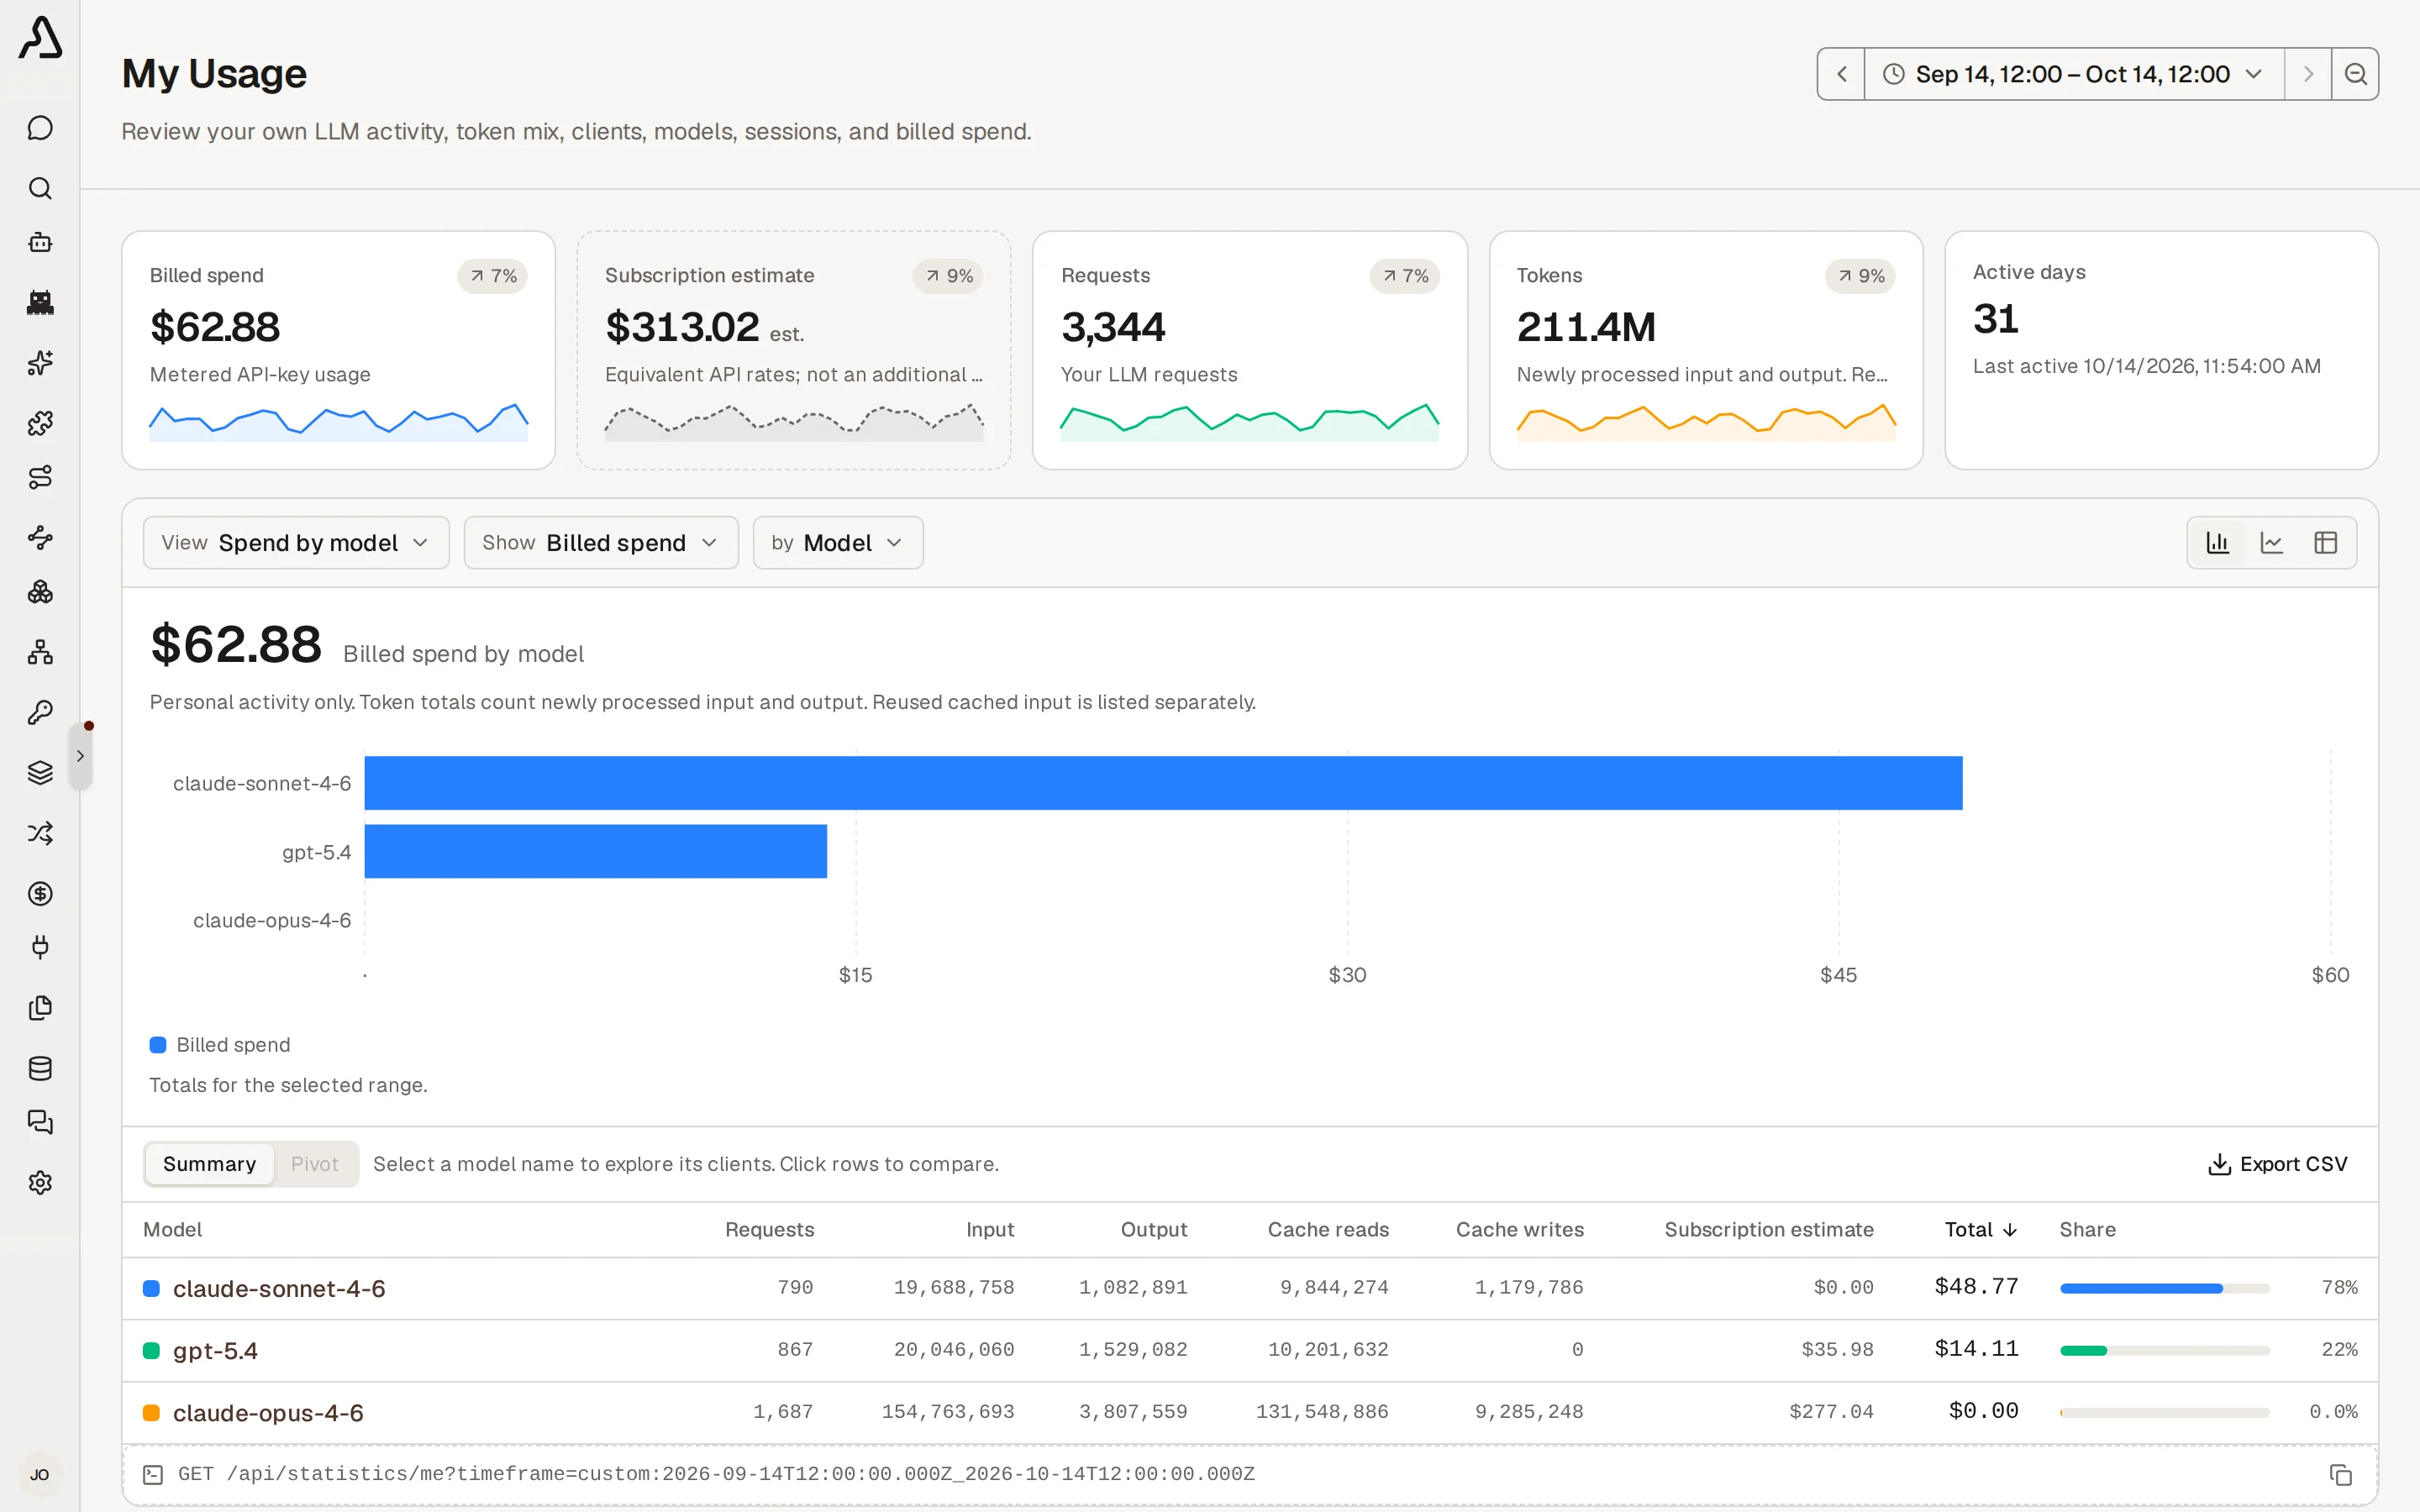 My Usage
Sep 14, 12:00 – Oct 14, 12:00
Review your own LLM activity, token mix, clients, models, sessions, and billed spend.
Billed spend
7%
$62.88
Metered API-key usage
Subscription estimate
9%
$313.02 est.
Equivalent API rates; not an additional ...
Requests
7%
3,344
Your LLM requests
Tokens
9%
211.4M
Newly processed input and output. Re...
Active days
31
Last active 10/14/2026, 11:54:00 AM
View Spend by model
Show Billed spend
by Model
$62.88 Billed spend by model
Personal activity only. Token totals count newly processed input and output. Reused cached input is listed separately.
claude-sonnet-4-6
gpt-5.4
claude-opus-4-6
$15 $30 $45 $60
Billed spend
Totals for the selected range.
Summary Pivot Select a model name to explore its clients. Click rows to compare.
Export CSV
Model Requests Input Output Cache reads Cache writes Subscription estimate Total ↓ Share
claude-sonnet-4-6 790 19,688,758 1,082,891 9,844,274 1,179,786 $0.00 $48.77 78%
gpt-5.4 867 20,046,060 1,529,082 10,201,632 0 $35.98 $14.11 22%
claude-opus-4-6 1,687 154,763,693 3,807,559 131,548,886 9,285,248 $277.04 $0.00 0.0%
JO
GET /api/statistics/me?timeframe=custom:2026-09-14T12:00:00.000Z_2026-10-14T12:00:00.000Z